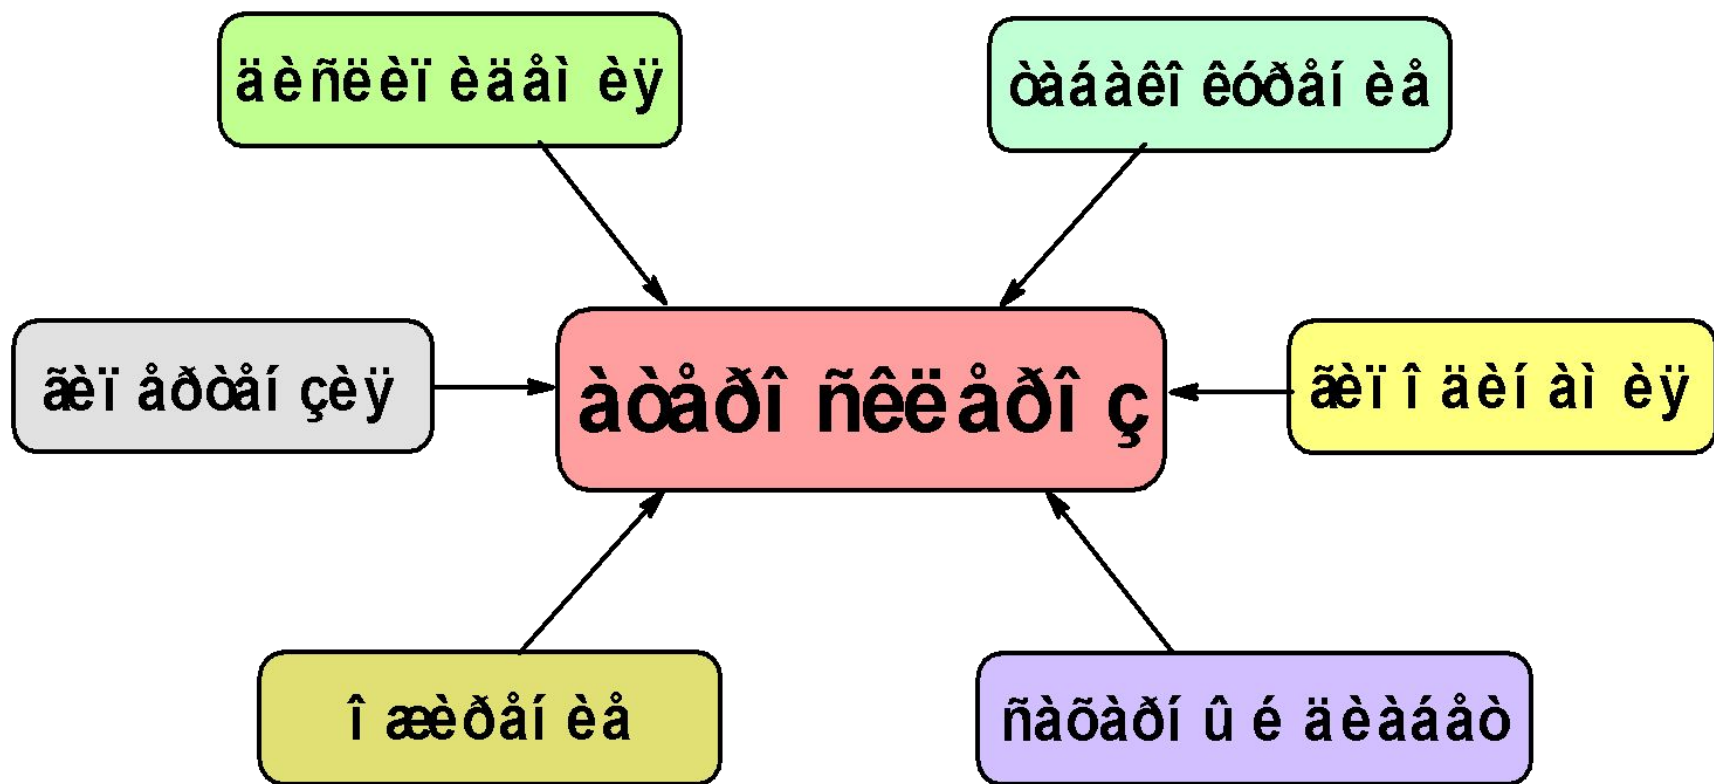 äèñëèï èäåì èÿ
òàáàêî êóðåí èå
ãèï åðòåí çèÿ
àòåðî ñêëåðî ç
ãèï î äèí àì èÿ
î æèðåí èå
ñàõàðí û é äèàáåò